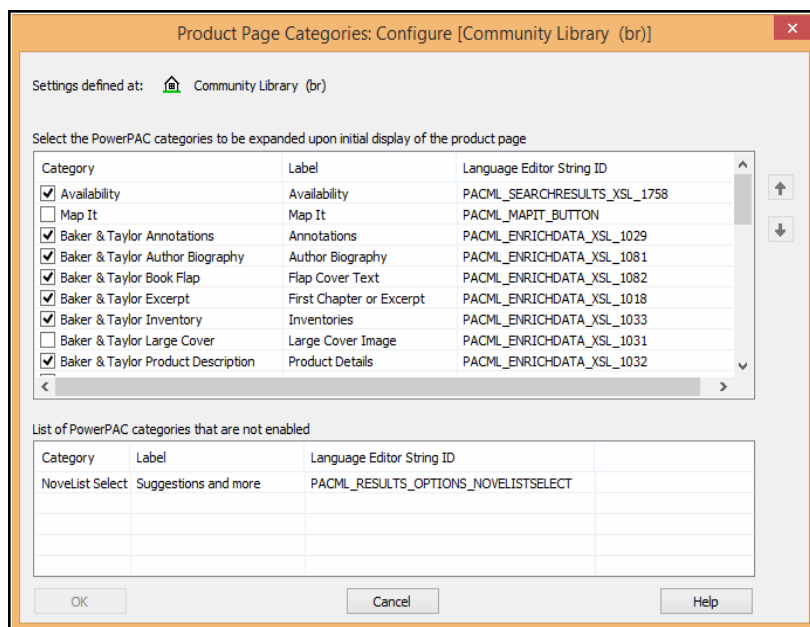 Product Page Categories: Configure [Community Library (br)]
x
Settings defined at: Community Library (br)
Select the PowerPAC categories to be expanded upon initial display of the product page
Category Label Language Editor String ID
Availability Availability PACML_SEARCHRESULTS_XSL_1758
Map It Map It PACML_MAPIT_BUTTON
Baker & Taylor Annotations Annotations PACML_ENRICHDATA_XSL_1029
Baker & Taylor Author Biography Author Biography PACML_ENRICHDATA_XSL_1081
Baker & Taylor Book Flap Flap Cover Text PACML_ENRICHDATA_XSL_1082
Baker & Taylor Excerpt First Chapter or Excerpt PACML_ENRICHDATA_XSL_1018
Baker & Taylor Inventory Inventories PACML_ENRICHDATA_XSL_1033
Baker & Taylor Large Cover Large Cover Image PACML_ENRICHDATA_XSL_1031
Baker & Taylor Product Description Product Details PACML_ENRICHDATA_XSL_1032
List of PowerPAC categories that are not enabled
Category Label Language Editor String ID
NoveList Select Suggestions and more PACML_RESULTS_OPTIONS_NOVELISTSELECT
OK Cancel Help